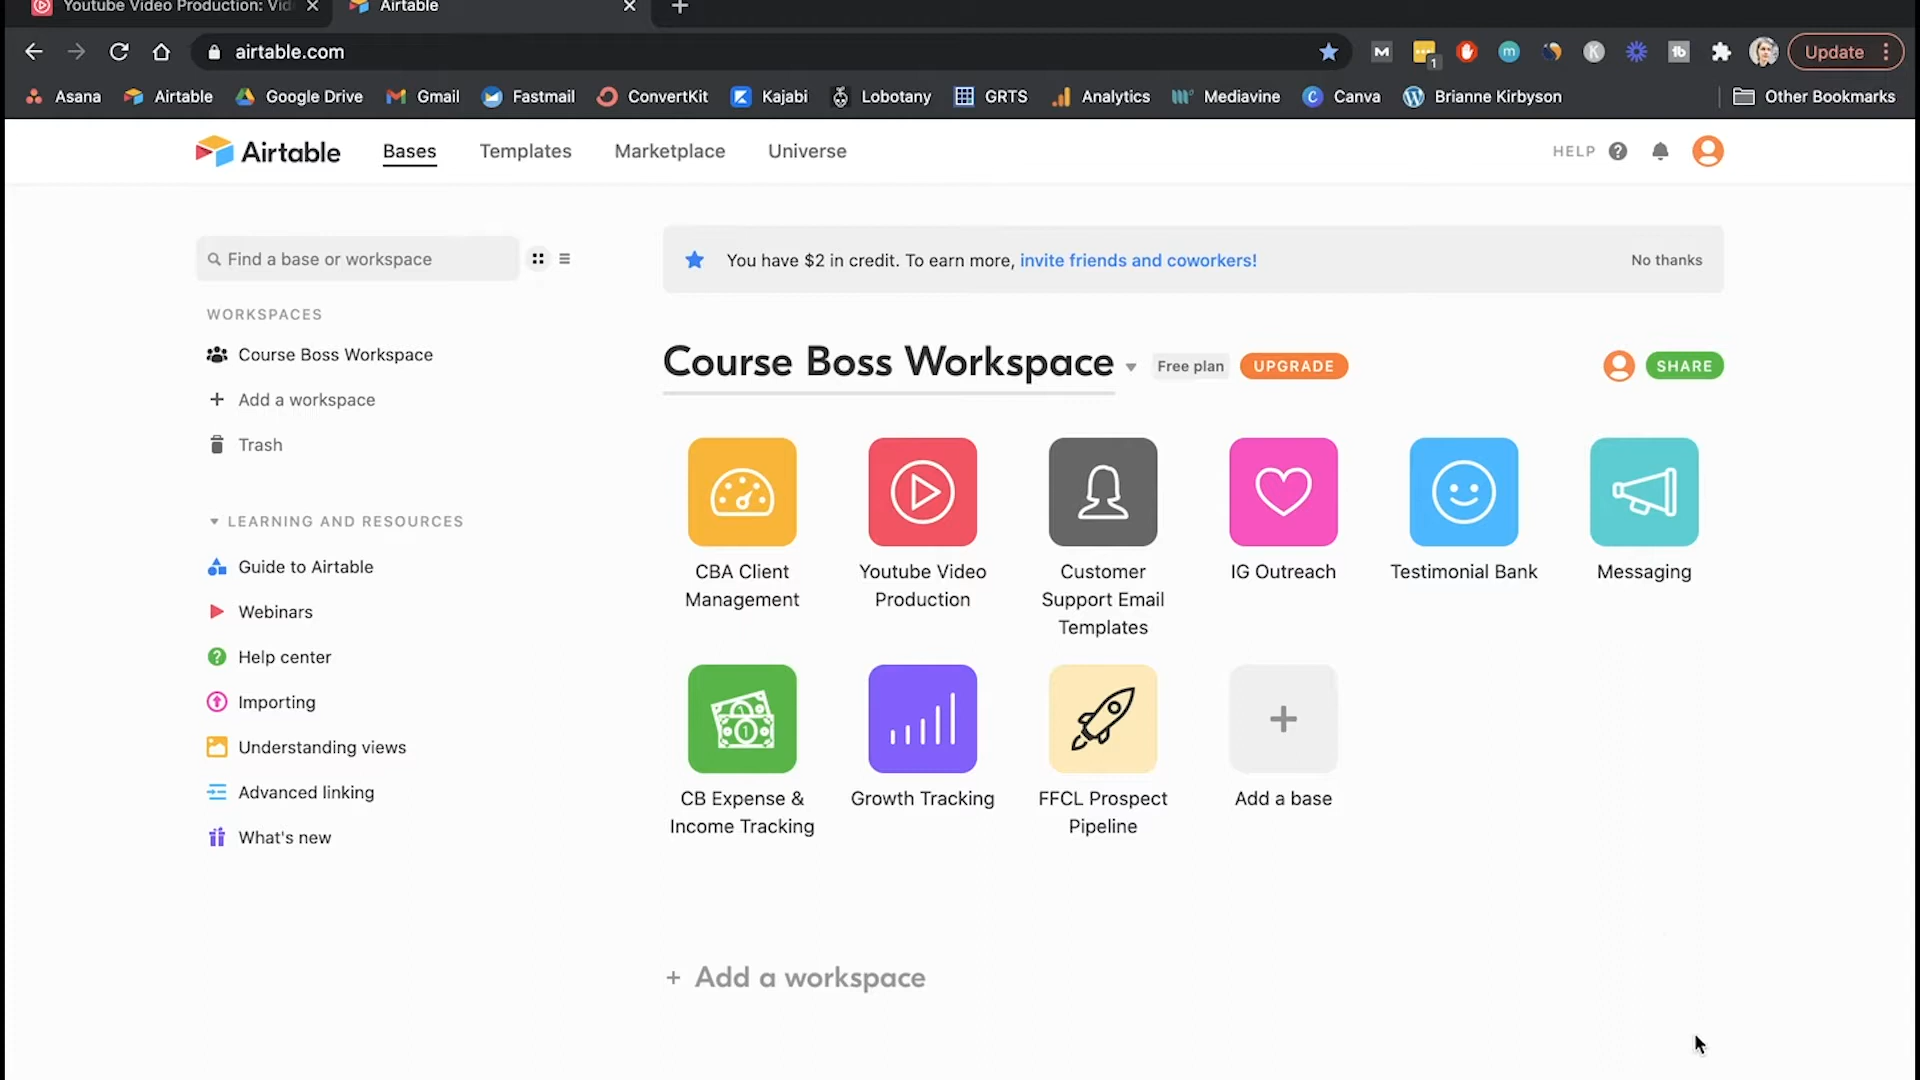 Youtube Video Production: Vid
Airtable
airtable.com
1
Update
Asana
Airtable
Google Drive
Gmail
Fastmail
ConvertKit
Kajabi
Lobotany
GRTS
Analytics
Mediavine
Canva
Brianne Kirbyson
Other Bookmarks
Airtable
Bases
Templates
Marketplace
Universe
HELP
Find a base or workspace
WORKSPACES
Course Boss Workspace
Add a workspace
Trash
LEARNING AND RESOURCES
Guide to Airtable
Webinars
Help center
Importing
Understanding views
Advanced linking
What's new
You have $2 in credit. To earn more, invite friends and coworkers!
No thanks
Course Boss Workspace
Free plan
UPGRADE
SHARE
CBA Client
Management
Youtube Video
Production
Customer
Support Email
Templates
IG Outreach
Testimonial Bank
Messaging
CB Expense &
Income Tracking
Growth Tracking
FFCL Prospect
Pipeline
Add a base
+ Add a workspace